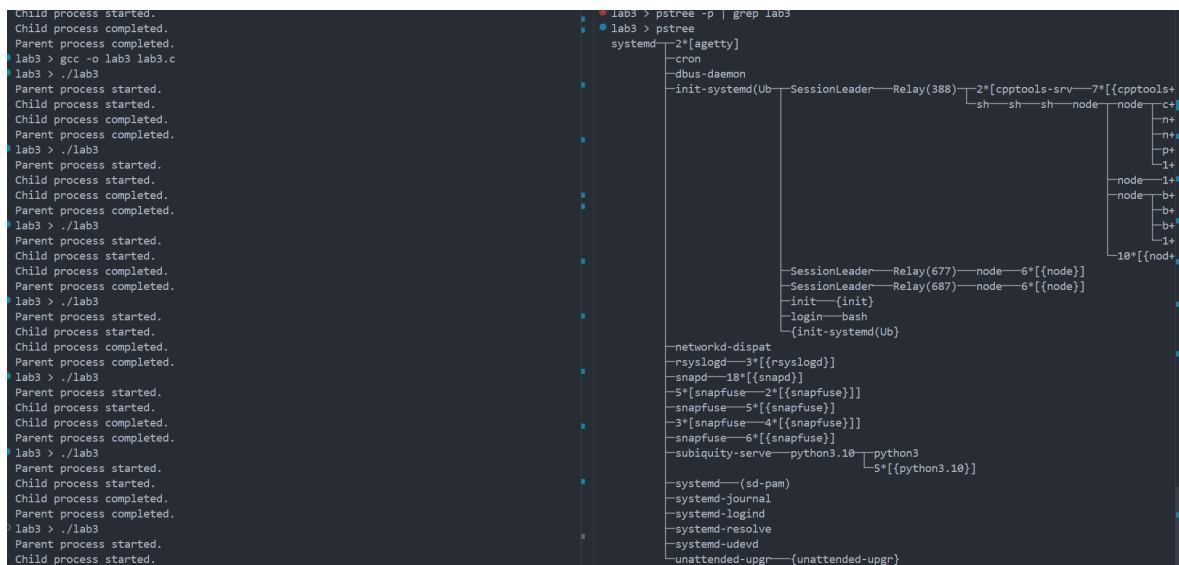 Child process started.
Child process completed.
Parent process completed.
lab3 > gcc -o lab3 lab3.c
lab3 > ./lab3
Parent process started.
Child process started.
Child process completed.
Parent process completed.
lab3 > ./lab3
Parent process started.
Child process started.
Child process completed.
Parent process completed.
lab3 > ./lab3
Parent process started.
Child process started.
Child process completed.
Parent process completed.
lab3 > ./lab3
Parent process started.
Child process started.
Child process completed.
Parent process completed.
lab3 > ./lab3
Parent process started.
Child process started.
Child process completed.
Parent process completed.
lab3 > ./lab3
Parent process started.
Child process started.
Child process completed.
Parent process completed.
lab3 > ./lab3
Parent process started.
Child process started.
lab3 > pstree -p | grep lab3
lab3 > pstree
systemd─┬─2*[agetty]
├─cron
├─dbus-daemon
├─init-systemd(Ub─┬─SessionLeader───Relay(388)─┬─2*[cpptools-srv───7*[{cpptools+
│ └─sh───sh───sh───node─┬─node─┬─c+
├─n+
├─n+
├─p+
└─1+
├─node───1+
├─node─┬─b+
├─b+
├─b+
└─1+
└─10*[{nod+
├─SessionLeader───Relay(677)───node───6*[{node}]
├─SessionLeader───Relay(687)───node───6*[{node}]
├─init───{init}
├─login───bash
└─{init-systemd(Ub}
├─networkd-dispat
├─rsyslogd───3*[{rsyslogd}]
├─snapd───18*[{snapd}]
├─5*[snapfuse───2*[{snapfuse}]]
├─snapfuse───5*[{snapfuse}]
├─3*[snapfuse───4*[{snapfuse}]]
├─snapfuse───6*[{snapfuse}]
├─subiquity-serve───python3.10─┬─python3
└─5*[{python3.10}]
├─systemd───(sd-pam)
├─systemd-journal
├─systemd-logind
├─systemd-resolve
├─systemd-udevd
└─unattended-upgr───{unattended-upgr}